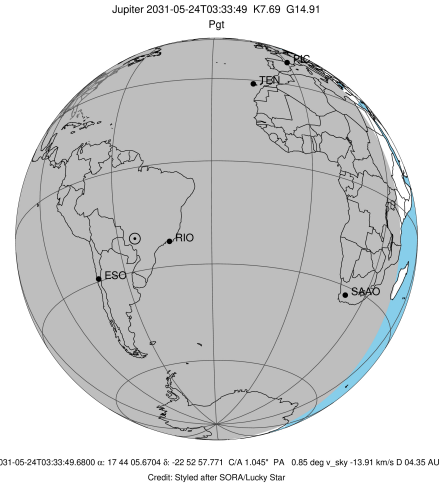 Jupiter 2031-05-24T03:33:49 K7.69 G14.91
Pgt
PIC
TEN
RIO
ESO
SAAO
031-05-24T03:33:49.6800 α: 17 44 05.6704 δ: -22 52 57.771 C/A 1.045" PA 0.85 deg v_sky -13.91 km/s D 04.35 AU
Credit: Styled after SORA/Lucky Star